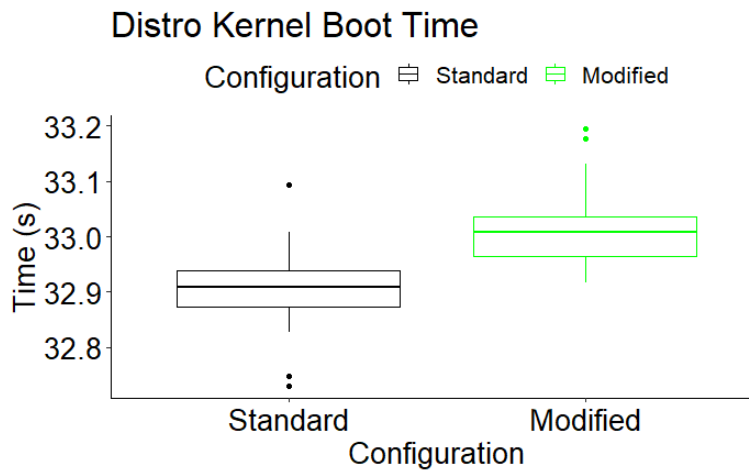 Distro Kernel Boot Time
Configuration Standard Modified
33.2
33.1
33.0
32.9
32.8
Time (s)
Standard Modified
Configuration